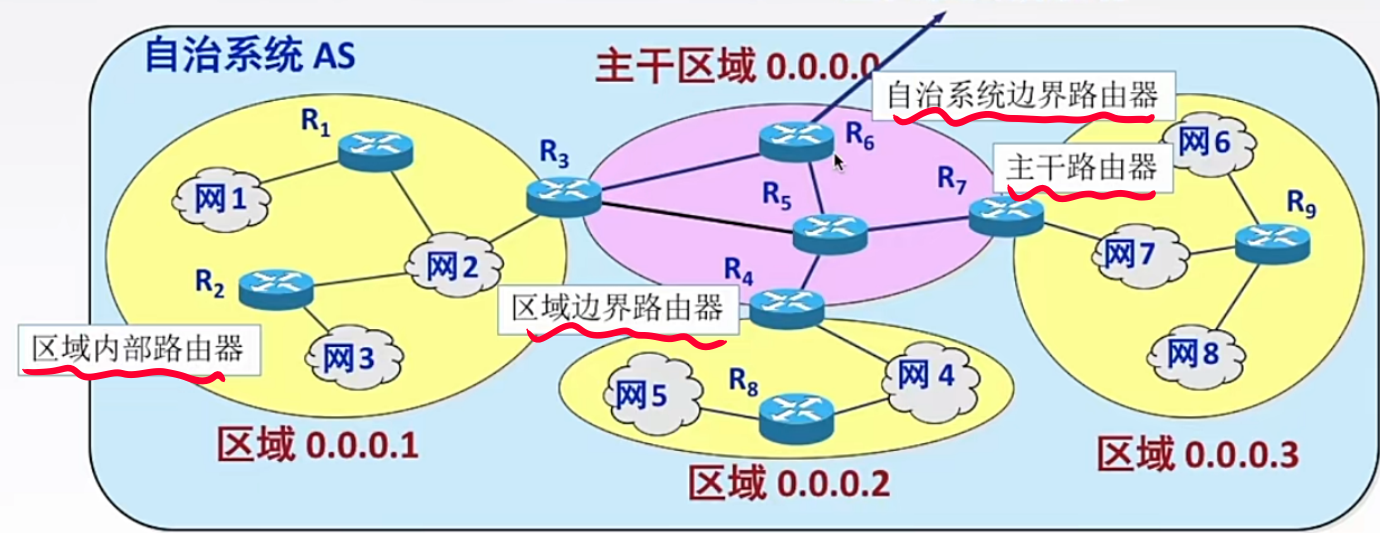 自治系统 AS
主干区域 0.0.0.0
自治系统边界路由器
R1
R3
R6
网6
主干路由器
R7
R5
R9
网1
R2
网2
R4
网7
区域边界路由器
区域内部路由器
网3
网5
R8
网4
网8
区域 0.0.0.1
区域 0.0.0.2
区域 0.0.0.3